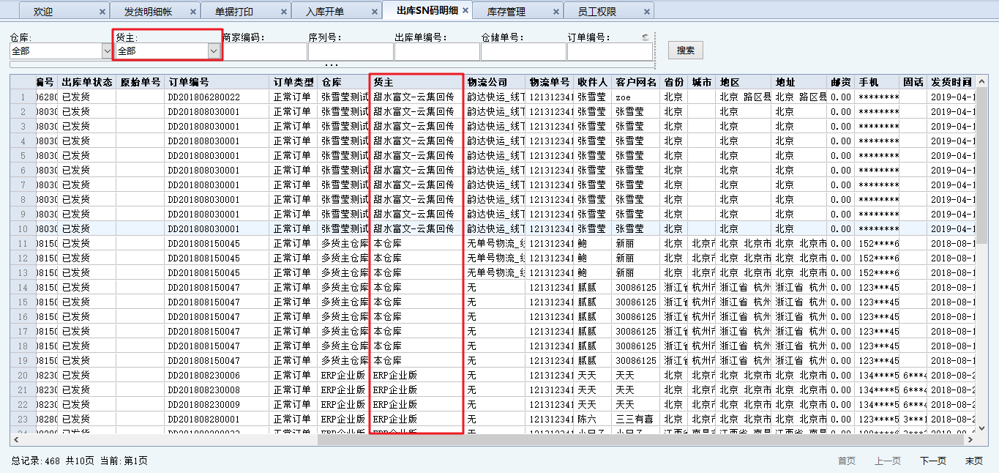 欢迎 发货明细帐 单据打印 入库开单 出库SN码明细 库存管理 员工权限
仓库: 货主: 商家编码: 序列号: 出库单编号: 仓储单号: 订单编号:
全部 全部 搜索
编号 出库单状态 原始单号 订单编号 订单类型 仓库 货主 物流公司 物流单号 收件人 客户网名 省份 城市 地区 地址 邮资 手机 固话 发货时间
1 06280 已发货 DD201806280022 正常订单 张雪莹测试 甜水富文-云集回传 韵达快运_线下 121312341 张雪莹 zoe 北京 北京 路区县 北京 路区县 0.00 ******** 2019-04-1
2 08030 已发货 DD201808030001 正常订单 张雪莹测试 甜水富文-云集回传 韵达快运_线下 121312341 张雪莹 张雪莹 北京 北京 北京 0.00 ******** 2019-04-1
3 08030 已发货 DD201808030001 正常订单 张雪莹测试 甜水富文-云集回传 韵达快运_线下 121312341 张雪莹 张雪莹 北京 北京 北京 0.00 ******** 2019-04-1
4 08030 已发货 DD201808030001 正常订单 张雪莹测试 甜水富文-云集回传 韵达快运_线下 121312341 张雪莹 张雪莹 北京 北京 北京 0.00 ******** 2019-04-1
5 08030 已发货 DD201808030001 正常订单 张雪莹测试 甜水富文-云集回传 韵达快运_线下 121312341 张雪莹 张雪莹 北京 北京 北京 0.00 ******** 2019-04-1
6 08030 已发货 DD201808030001 正常订单 张雪莹测试 甜水富文-云集回传 韵达快运_线下 121312341 张雪莹 张雪莹 北京 北京 北京 0.00 ******** 2019-04-1
7 08030 已发货 DD201808030001 正常订单 张雪莹测试 甜水富文-云集回传 韵达快运_线下 121312341 张雪莹 张雪莹 北京 北京 北京 0.00 ******** 2019-04-1
8 08030 已发货 DD201808030001 正常订单 张雪莹测试 甜水富文-云集回传 韵达快运_线下 121312341 张雪莹 张雪莹 北京 北京 北京 0.00 ******** 2019-04-1
9 08030 已发货 DD201808030001 正常订单 张雪莹测试 甜水富文-云集回传 韵达快运_线下 121312341 张雪莹 张雪莹 北京 北京 北京 0.00 ******** 2019-04-1
10 08030 已发货 DD201808030001 正常订单 张雪莹测试 甜水富文-云集回传 韵达快运_线下 121312341 张雪莹 张雪莹 北京 北京 北京 0.00 ******** 2019-04-1
11 08150 已发货 DD201808150045 正常订单 多货主仓库 本仓库 无单号物流_线 121312341 鲍 新丽 北京 北京市 北京 北京市 北京 北京市 0.00 152****6 2018-08-1
12 08150 已发货 DD201808150045 正常订单 多货主仓库 本仓库 无单号物流_线 121312341 鲍 新丽 北京 北京市 北京 北京市 北京 北京市 0.00 152****6 2018-08-1
13 08150 已发货 DD201808150045 正常订单 多货主仓库 本仓库 无单号物流_线 121312341 鲍 新丽 北京 北京市 北京 北京市 北京 北京市 0.00 152****6 2018-08-1
14 08150 已发货 DD201808150047 正常订单 多货主仓库 本仓库 无 121312341 腻腻 30086125 浙江省 杭州市 浙江省 杭州 浙江省 杭州 0.00 123***45 2018-08-1
15 08150 已发货 DD201808150047 正常订单 多货主仓库 本仓库 无 121312341 腻腻 30086125 浙江省 杭州市 浙江省 杭州 浙江省 杭州 0.00 123***45 2018-08-1
16 08150 已发货 DD201808150047 正常订单 多货主仓库 本仓库 无 121312341 腻腻 30086125 浙江省 杭州市 浙江省 杭州 浙江省 杭州 0.00 123***45 2018-08-1
17 08150 已发货 DD201808150047 正常订单 多货主仓库 本仓库 无 121312341 腻腻 30086125 浙江省 杭州市 浙江省 杭州 浙江省 杭州 0.00 123***45 2018-08-1
18 08150 已发货 DD201808150047 正常订单 多货主仓库 本仓库 无 121312341 腻腻 30086125 浙江省 杭州市 浙江省 杭州 浙江省 杭州 0.00 123***45 2018-08-1
19 08150 已发货 DD201808150047 正常订单 多货主仓库 本仓库 无 121312341 腻腻 30086125 浙江省 杭州市 浙江省 杭州 浙江省 杭州 0.00 123***45 2018-08-1
20 08230 已发货 DD201808230006 正常订单 ERP企业版 ERP企业版 无 121312341 天天 天天 北京 北京市 北京 北京市 北京 北京市 0.00 134****5 6***4 2018-08-2
21 08230 已发货 DD201808230008 正常订单 ERP企业版 ERP企业版 无 121312341 天天 天天 北京 北京市 北京 北京市 北京 北京市 0.00 134****5 6***4 2018-08-2
22 08230 已发货 DD201808230009 正常订单 ERP企业版 ERP企业版 无 121312341 天天 天天 北京 北京市 北京 北京市 北京 北京市 0.00 134****5 6***4 2018-08-2
23 08280 已发货 DD201808280001 正常订单 ERP企业版 ERP企业版 无 121312341 陈六 三三有喜 北京 北京市 北京 北京市 北京 北京市 0.00 123****5 3***1 2018-08-2
总记录: 468 共10页 当前: 第1页 首页 上一页 下一页 末页